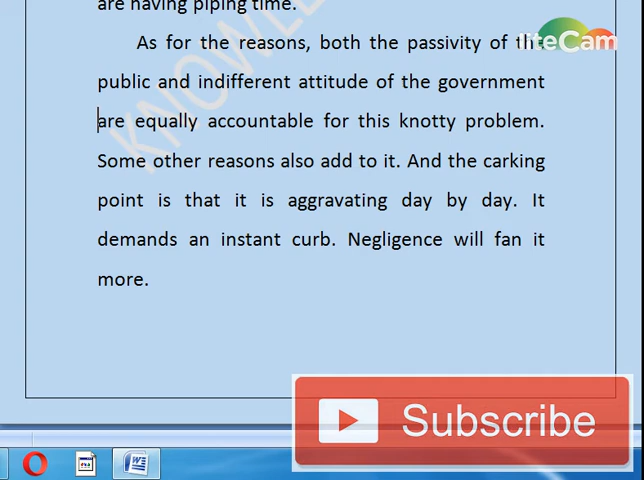 are having piping time.
As for the reasons, both the passivity of the
public and indifferent attitude of the government
are equally accountable for this knotty problem.
Some other reasons also add to it. And the carking
point is that it is aggravating day by day. It
demands an instant curb. Negligence will fan it
more.
liteCam
Subscribe